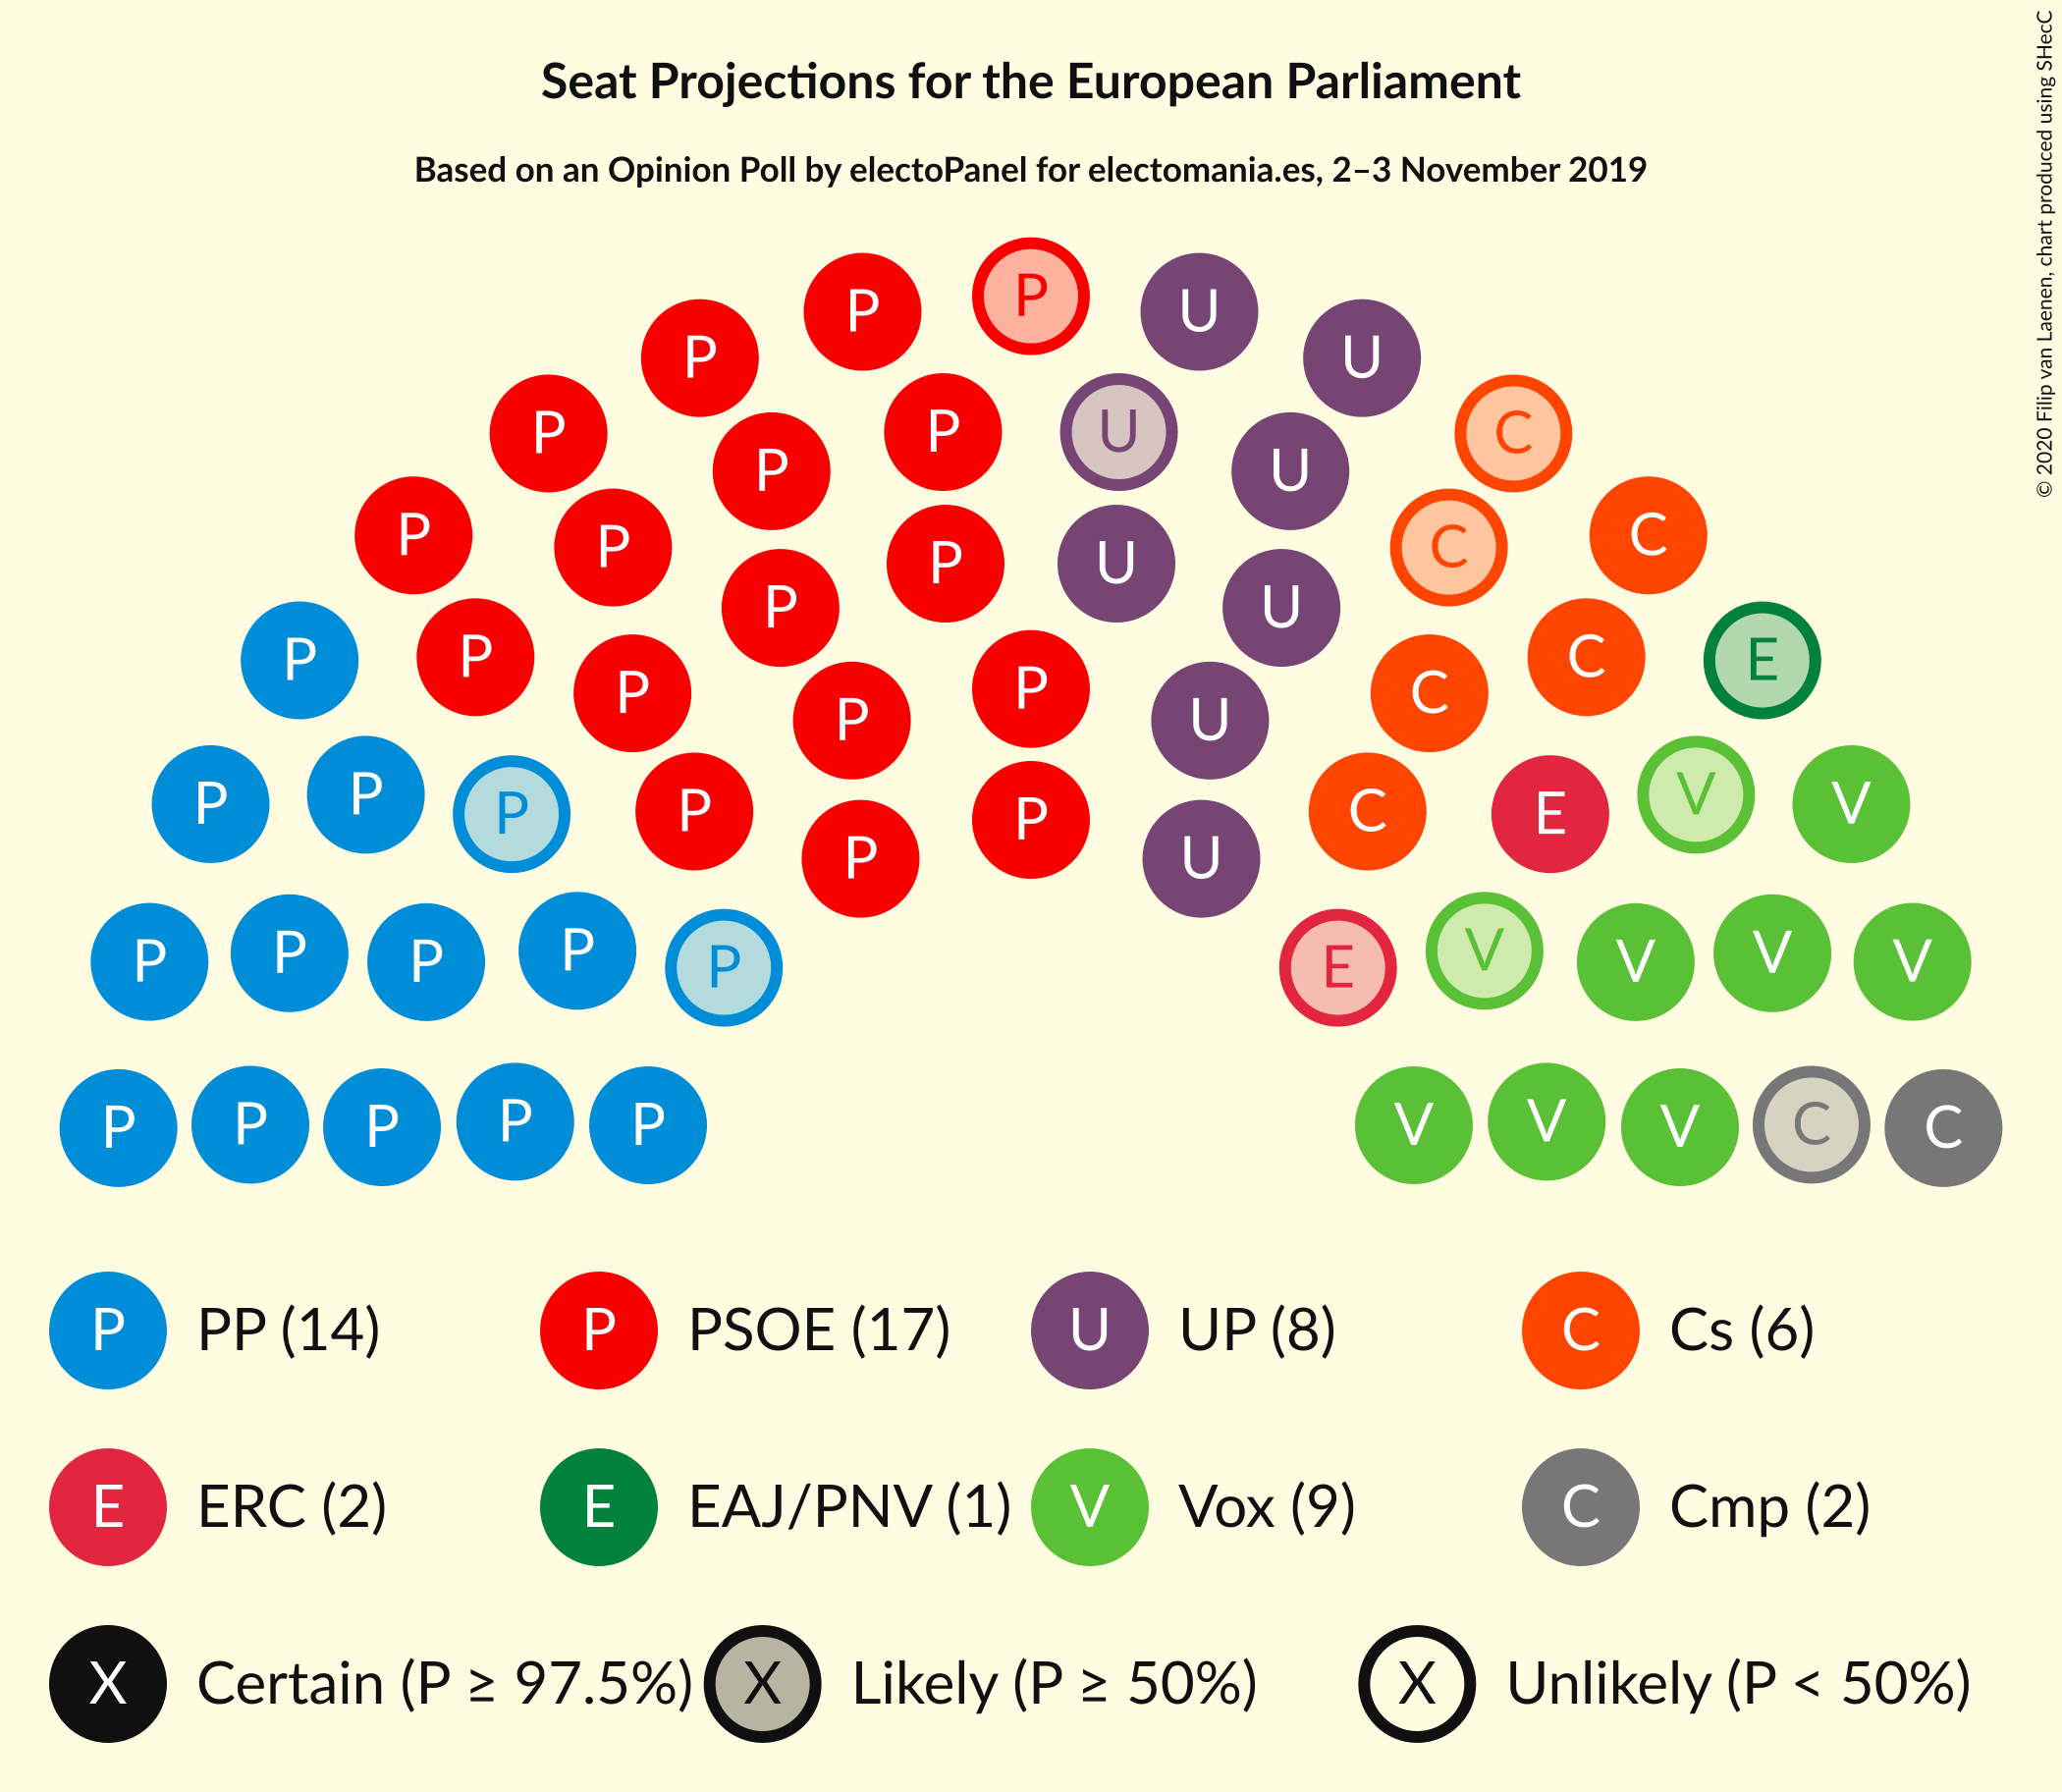 Seat Projections for the European Parliament
Based on an Opinion Poll by electoPanel for electomania.es, 2–3 November 2019
© 2020 Filip van Laenen, chart produced using SHecC
P U U
P P C
P P U U C C
P P P U C C
P P P U U C C E
P P P P P U C C E V V
P P P P U C E V V
P P P P P P U E V V V V
P P P P P V V V C C
P PP (14) P PSOE (17) U UP (8) C Cs (6)
E ERC (2) E EAJ/PNV (1) V Vox (9) C Cmp (2)
X Certain (P ≥ 97.5%) X Likely (P ≥ 50%) X Unlikely (P < 50%)